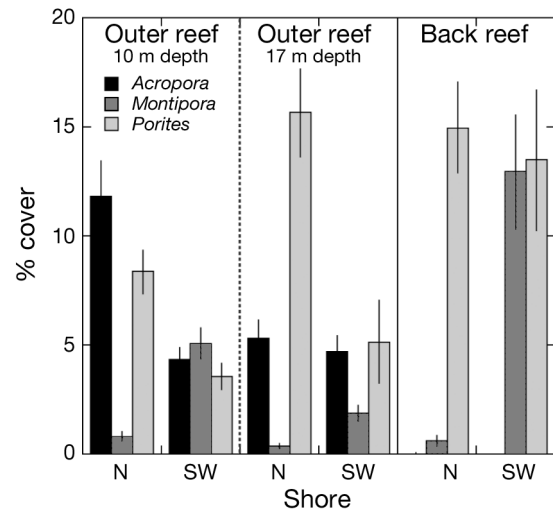 Outer reef
10 m depth
Outer reef
17 m depth
Back reef
Acropora
Montipora
Porites
20
15
10
5
0
% cover
N SW N SW N SW
Shore